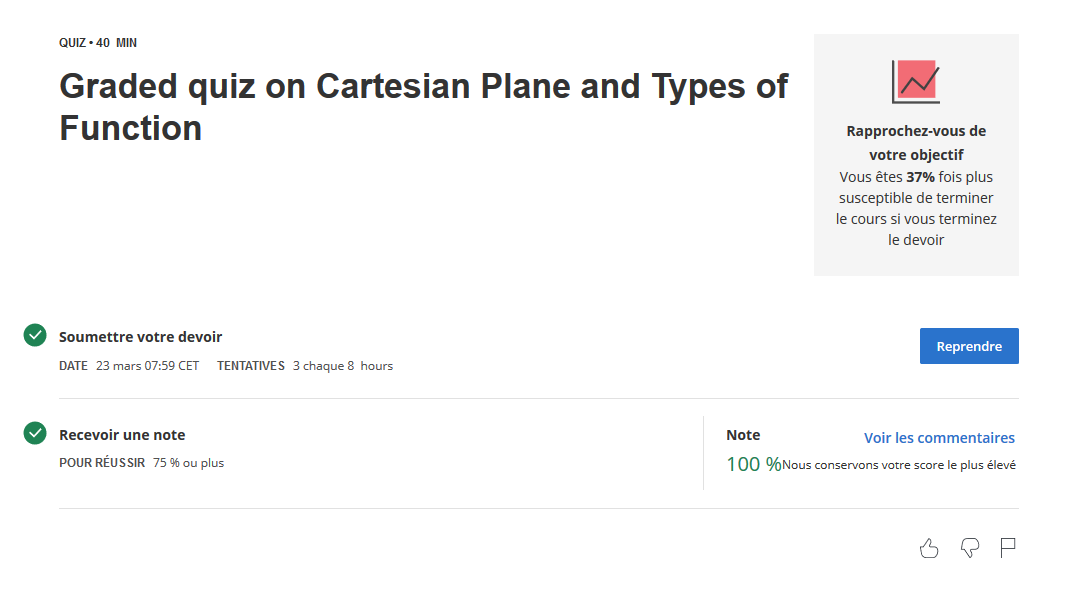 QUIZ • 40 MIN
Graded quiz on Cartesian Plane and Types of
Function
Rapprochez-vous de
votre objectif
Vous êtes 37% fois plus
susceptible de terminer
le cours si vous terminez
le devoir
Soumettre votre devoir
DATE 23 mars 07:59 CET TENTATIVES 3 chaque 8 hours
Reprendre
Recevoir une note
POUR RÉUSSIR 75 % ou plus
Note
Voir les commentaires
100 %Nous conservons votre score le plus élevé